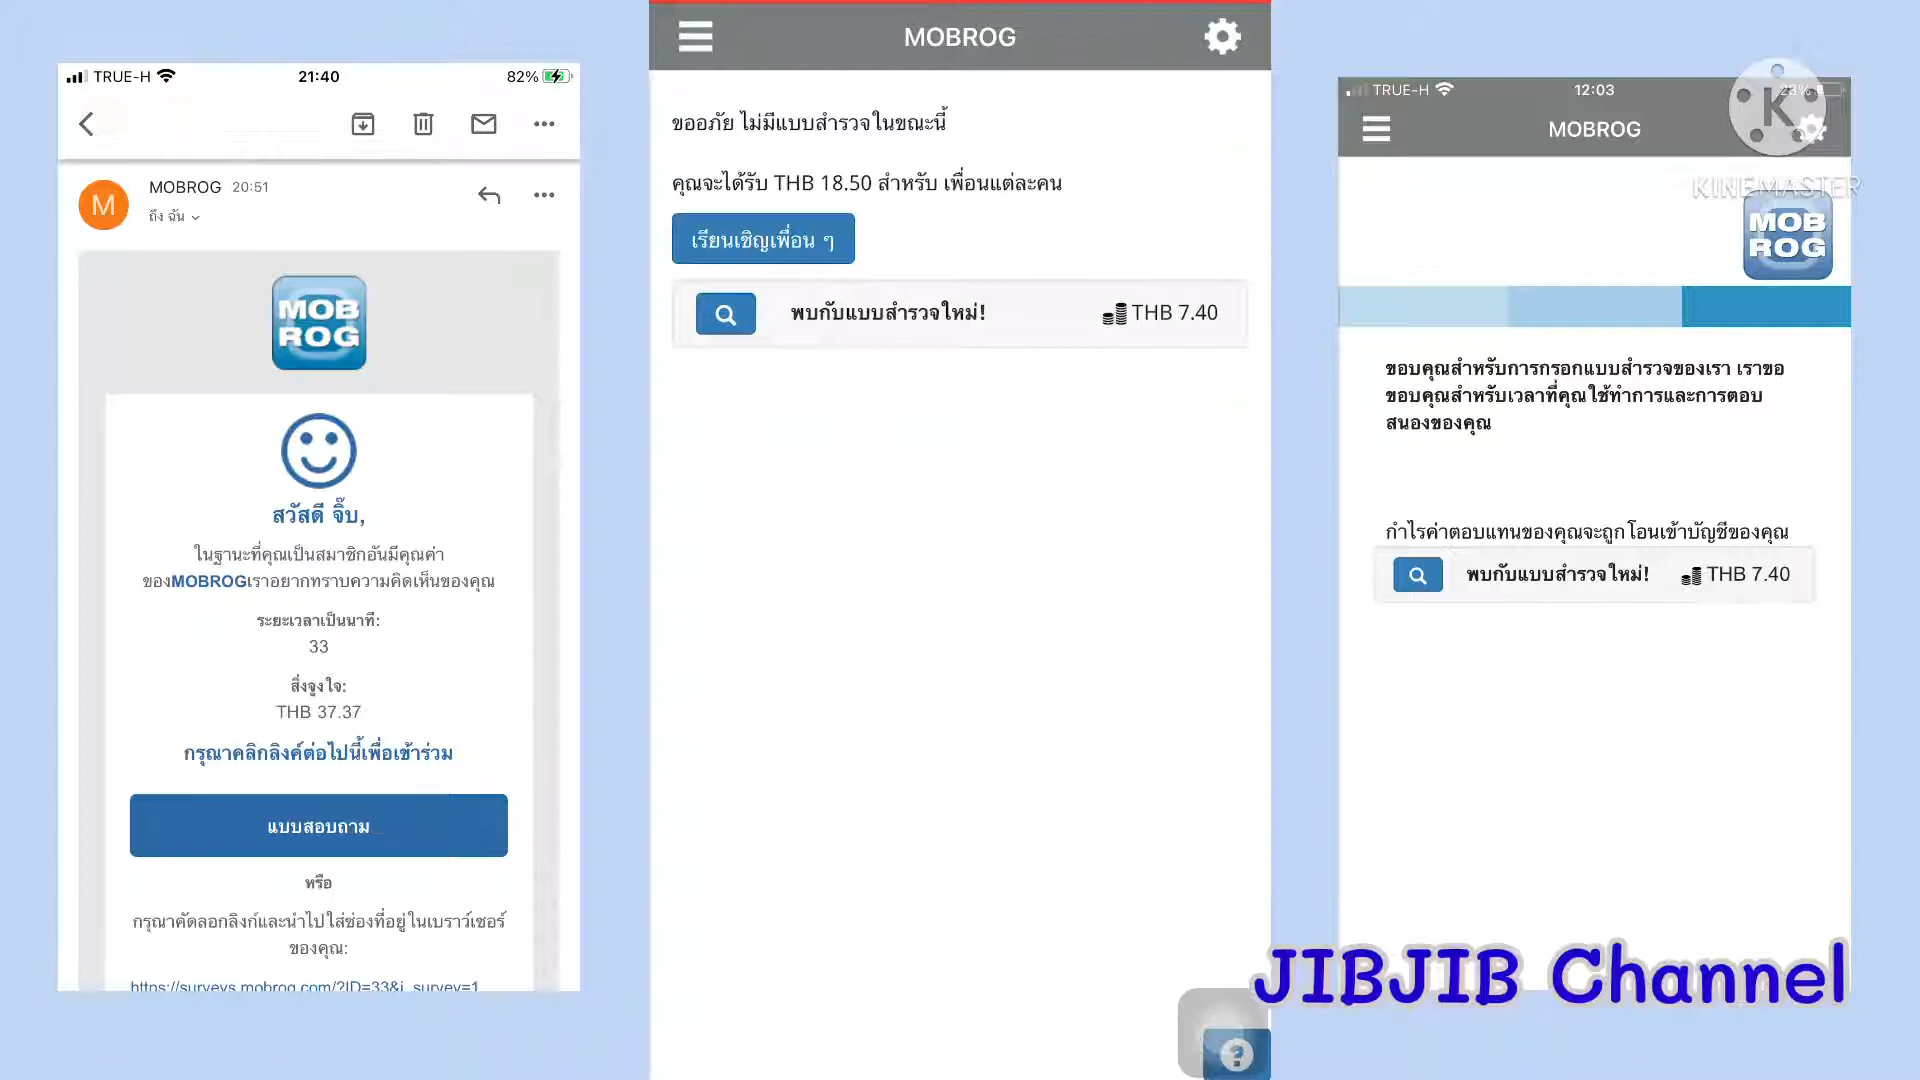 TRUE-H 21:40 82%
M MOBROG 20:51
ถึง ฉัน
MOB
ROG
สวัสดี จิ๊บ,
ในฐานะที่คุณเป็นสมาชิกอันมีคุณค่า
ของMOBROGเราอยากทราบความคิดเห็นของคุณ
ระยะเวลาเป็นนาที:
33
สิ่งจูงใจ:
THB 37.37
กรุณาคลิกลิงค์ต่อไปนี้เพื่อเข้าร่วม
แบบสอบถาม
หรือ
กรุณาคัดลอกลิงก์และนำไปใส่ช่องที่อยู่ในเบราว์เซอร์
ของคุณ:
https://surveys.mobrog.com/?ID=33&i_survey=1
MOBROG
ขออภัย ไม่มีแบบสำรวจในขณะนี้
คุณจะได้รับ THB 18.50 สำหรับ เพื่อนแต่ละคน
เรียนเชิญเพื่อน ๆ
พบกับแบบสำรวจใหม่! THB 7.40
?
TRUE-H 12:03 23%
MOBROG
K
KINEMASTER
MOB
ROG
ขอบคุณสำหรับการกรอกแบบสำรวจของเรา เราขอ
ขอบคุณสำหรับเวลาที่คุณใช้ทำการและการตอบ
สนองของคุณ
กำไรค่าตอบแทนของคุณจะถูกโอนเข้าบัญชีของคุณ
พบกับแบบสำรวจใหม่! THB 7.40
JIBJIB Channel